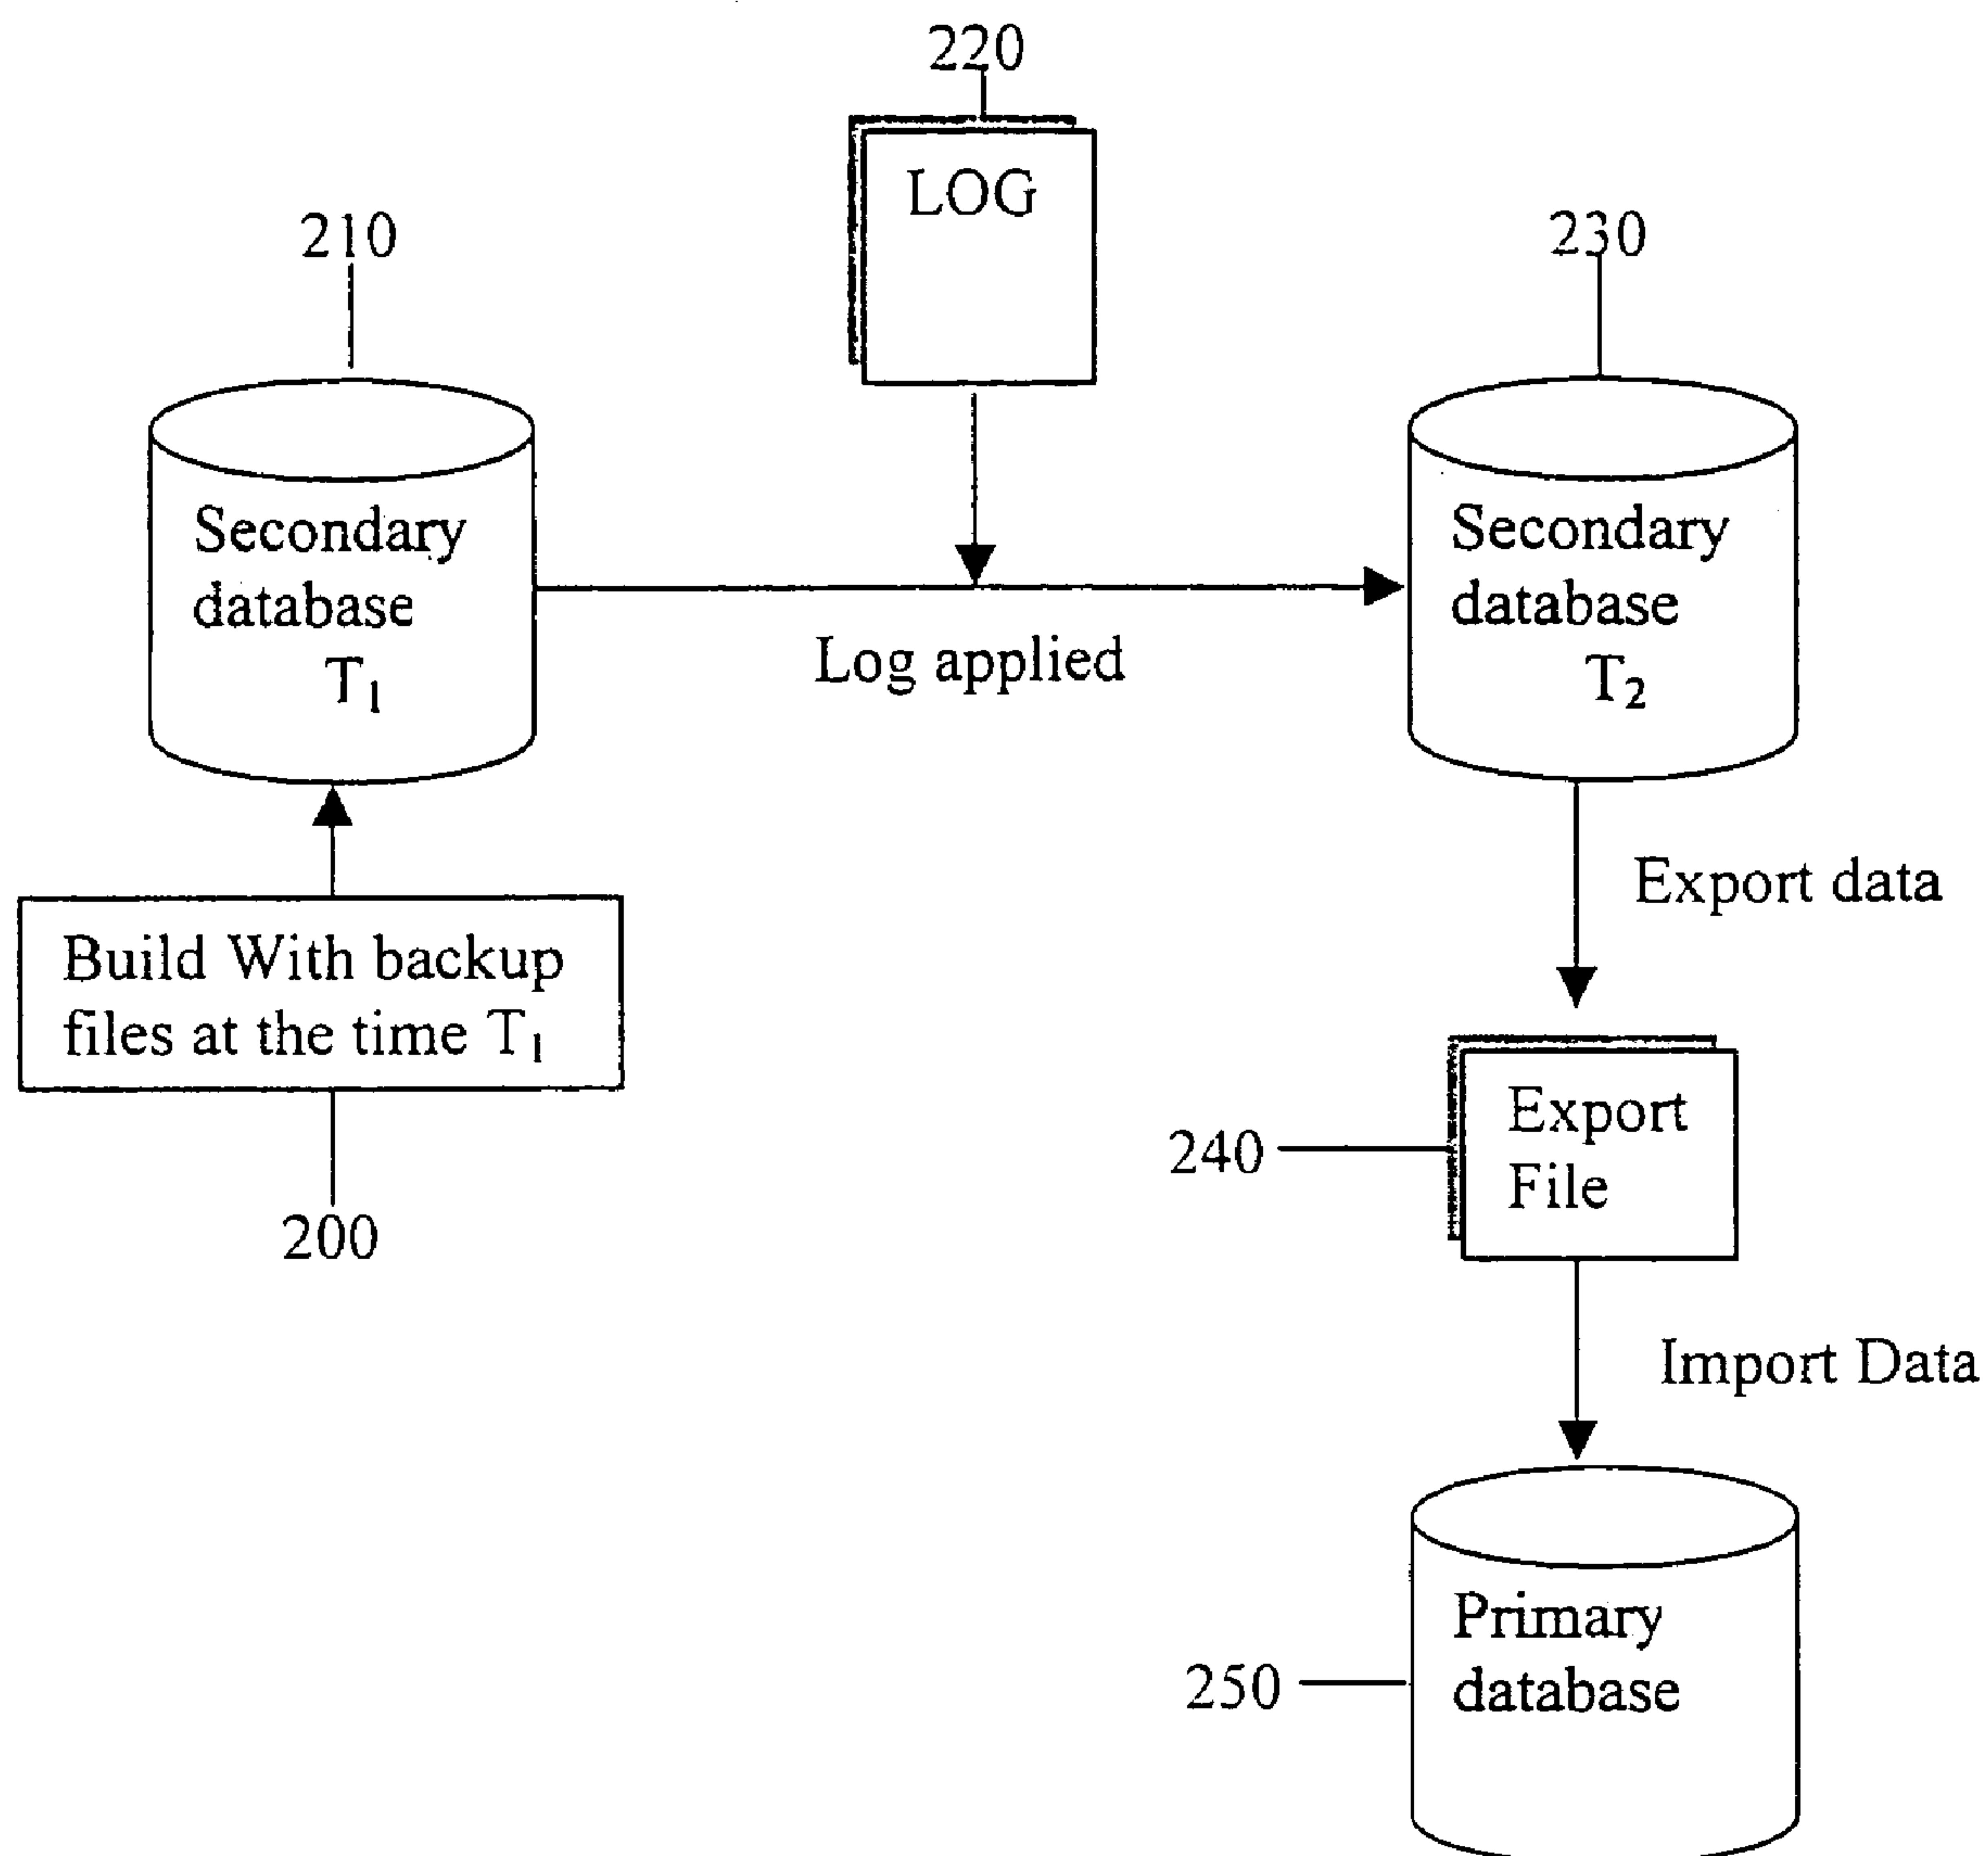 220
LOG
210
230
Secondary
database
T₁
Secondary
database
T₂
Log applied
Export data
Build With backup
files at the time T₁
200
Export
File
240
Import Data
Primary
database
250